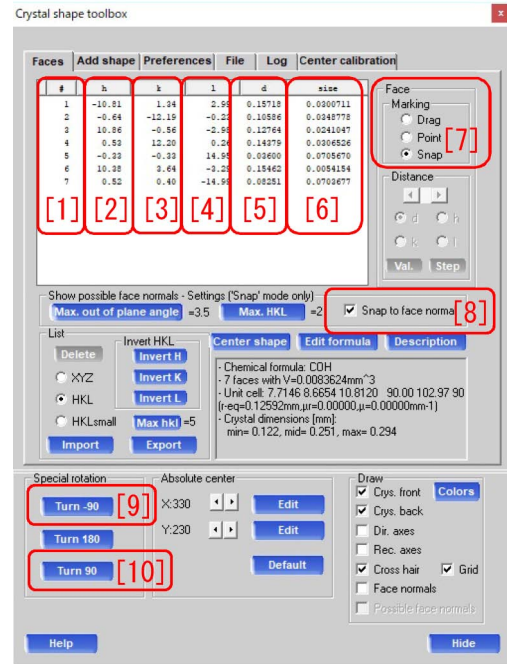 Crystal shape toolbox
x
Faces Add shape Preferences File Log Center calibration
# h k l d size
1 -10.81 1.34 2.99 0.15718 0.0300711
2 -0.64 -12.19 -0.23 0.10586 0.0348778
3 10.86 -0.56 -2.98 0.12764 0.0241047
4 0.53 12.20 0.26 0.14379 0.0306526
5 -0.33 -0.33 14.95 0.03600 0.0705670
6 10.38 3.64 -3.29 0.15462 0.0054154
7 0.52 0.40 -14.99 0.08251 0.0703677
[1] [2] [3] [4] [5] [6]
Face
Marking
Drag
Point
Snap
[7]
Distance
d h
k l
Val. Step
Show possible face normals - Settings ('Snap' mode only)
Max. out of plane angle =3.5 Max. HKL =2 Snap to face normal [8]
List
Delete
XYZ
HKL
HKLsmall
Import
Invert HKL
Invert H
Invert K
Invert L
Max hkl =5
Export
Center shape Edit formula Description
- Chemical formula: COH
- 7 faces with V=0.0083624mm^3
- Unit cell: 7.7146 8.6654 10.8120 90.00 102.97 90
(r-eq=0.12592mm,μr=0.00000,μ=0.00000mm-1)
- Crystal dimensions [mm]:
min= 0.122, mid= 0.251, max= 0.294
Special rotation
Turn -90 [9]
Turn 180
Turn 90 [10]
Absolute center
X:330 Edit
Y:230 Edit
Default
Draw
Crys. front Colors
Crys. back
Dir. axes
Rec. axes
Cross hair Grid
Face normals
Possible face normals
Help Hide